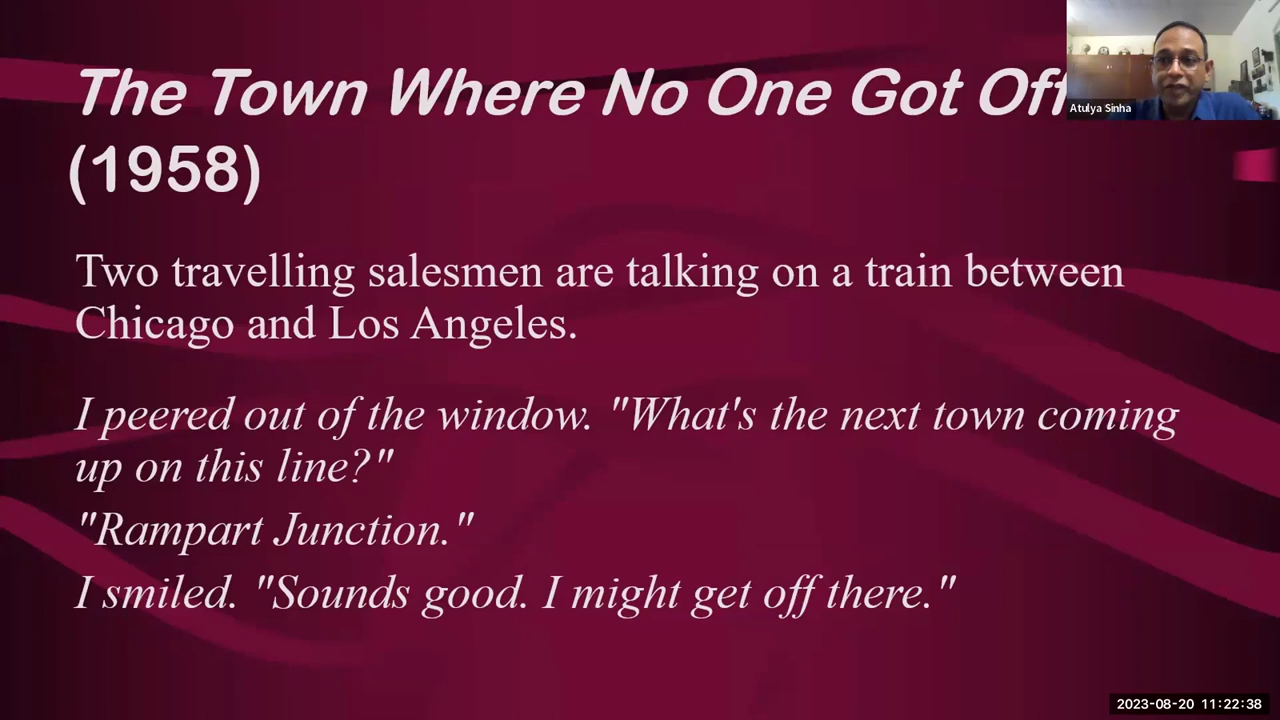 The Town Where No One Got Off
(1958)
Atulya Sinha
Two travelling salesmen are talking on a train between
Chicago and Los Angeles.
I peered out of the window. "What's the next town coming
up on this line?"
"Rampart Junction."
I smiled. "Sounds good. I might get off there."
2023-08-20 11:22:38